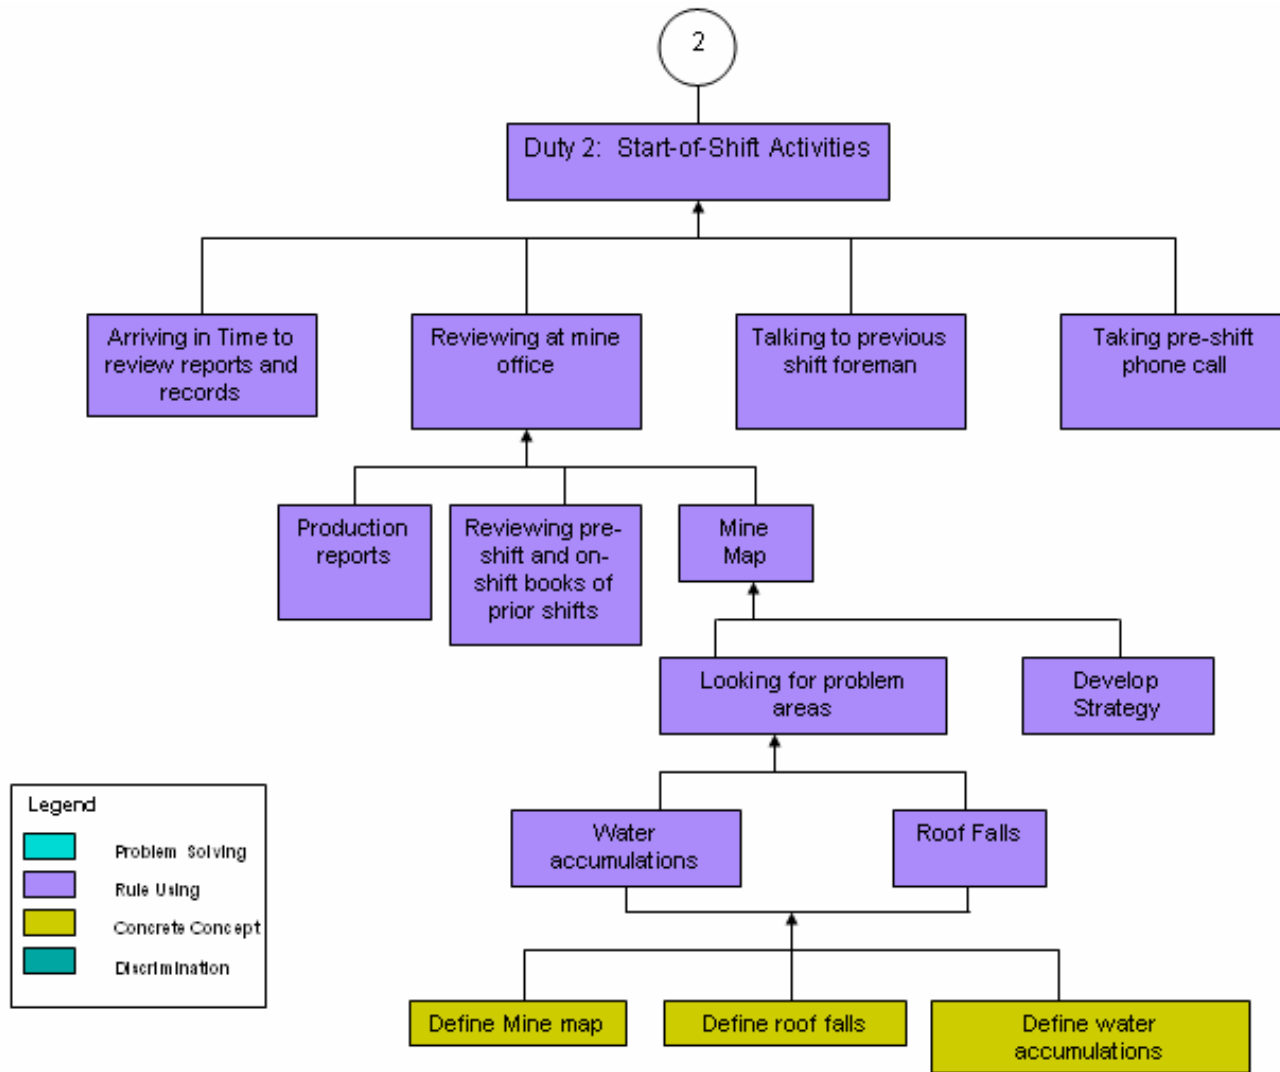 2
Duty 2: Start-of-Shift Activities
Arriving in Time to
review reports and
records
Reviewing at mine
office
Talking to previous
shift foreman
Taking pre-shift
phone call
Production
reports
Reviewing pre-
shift and on-
shift books of
prior shifts
Mine
Map
Looking for problem
areas
Develop
Strategy
Water
accumulations
Roof Falls
Legend
Problem Solving
Rule Using
Concrete Concept
Discrimination
Define Mine map
Define roof falls
Define water
accumulations